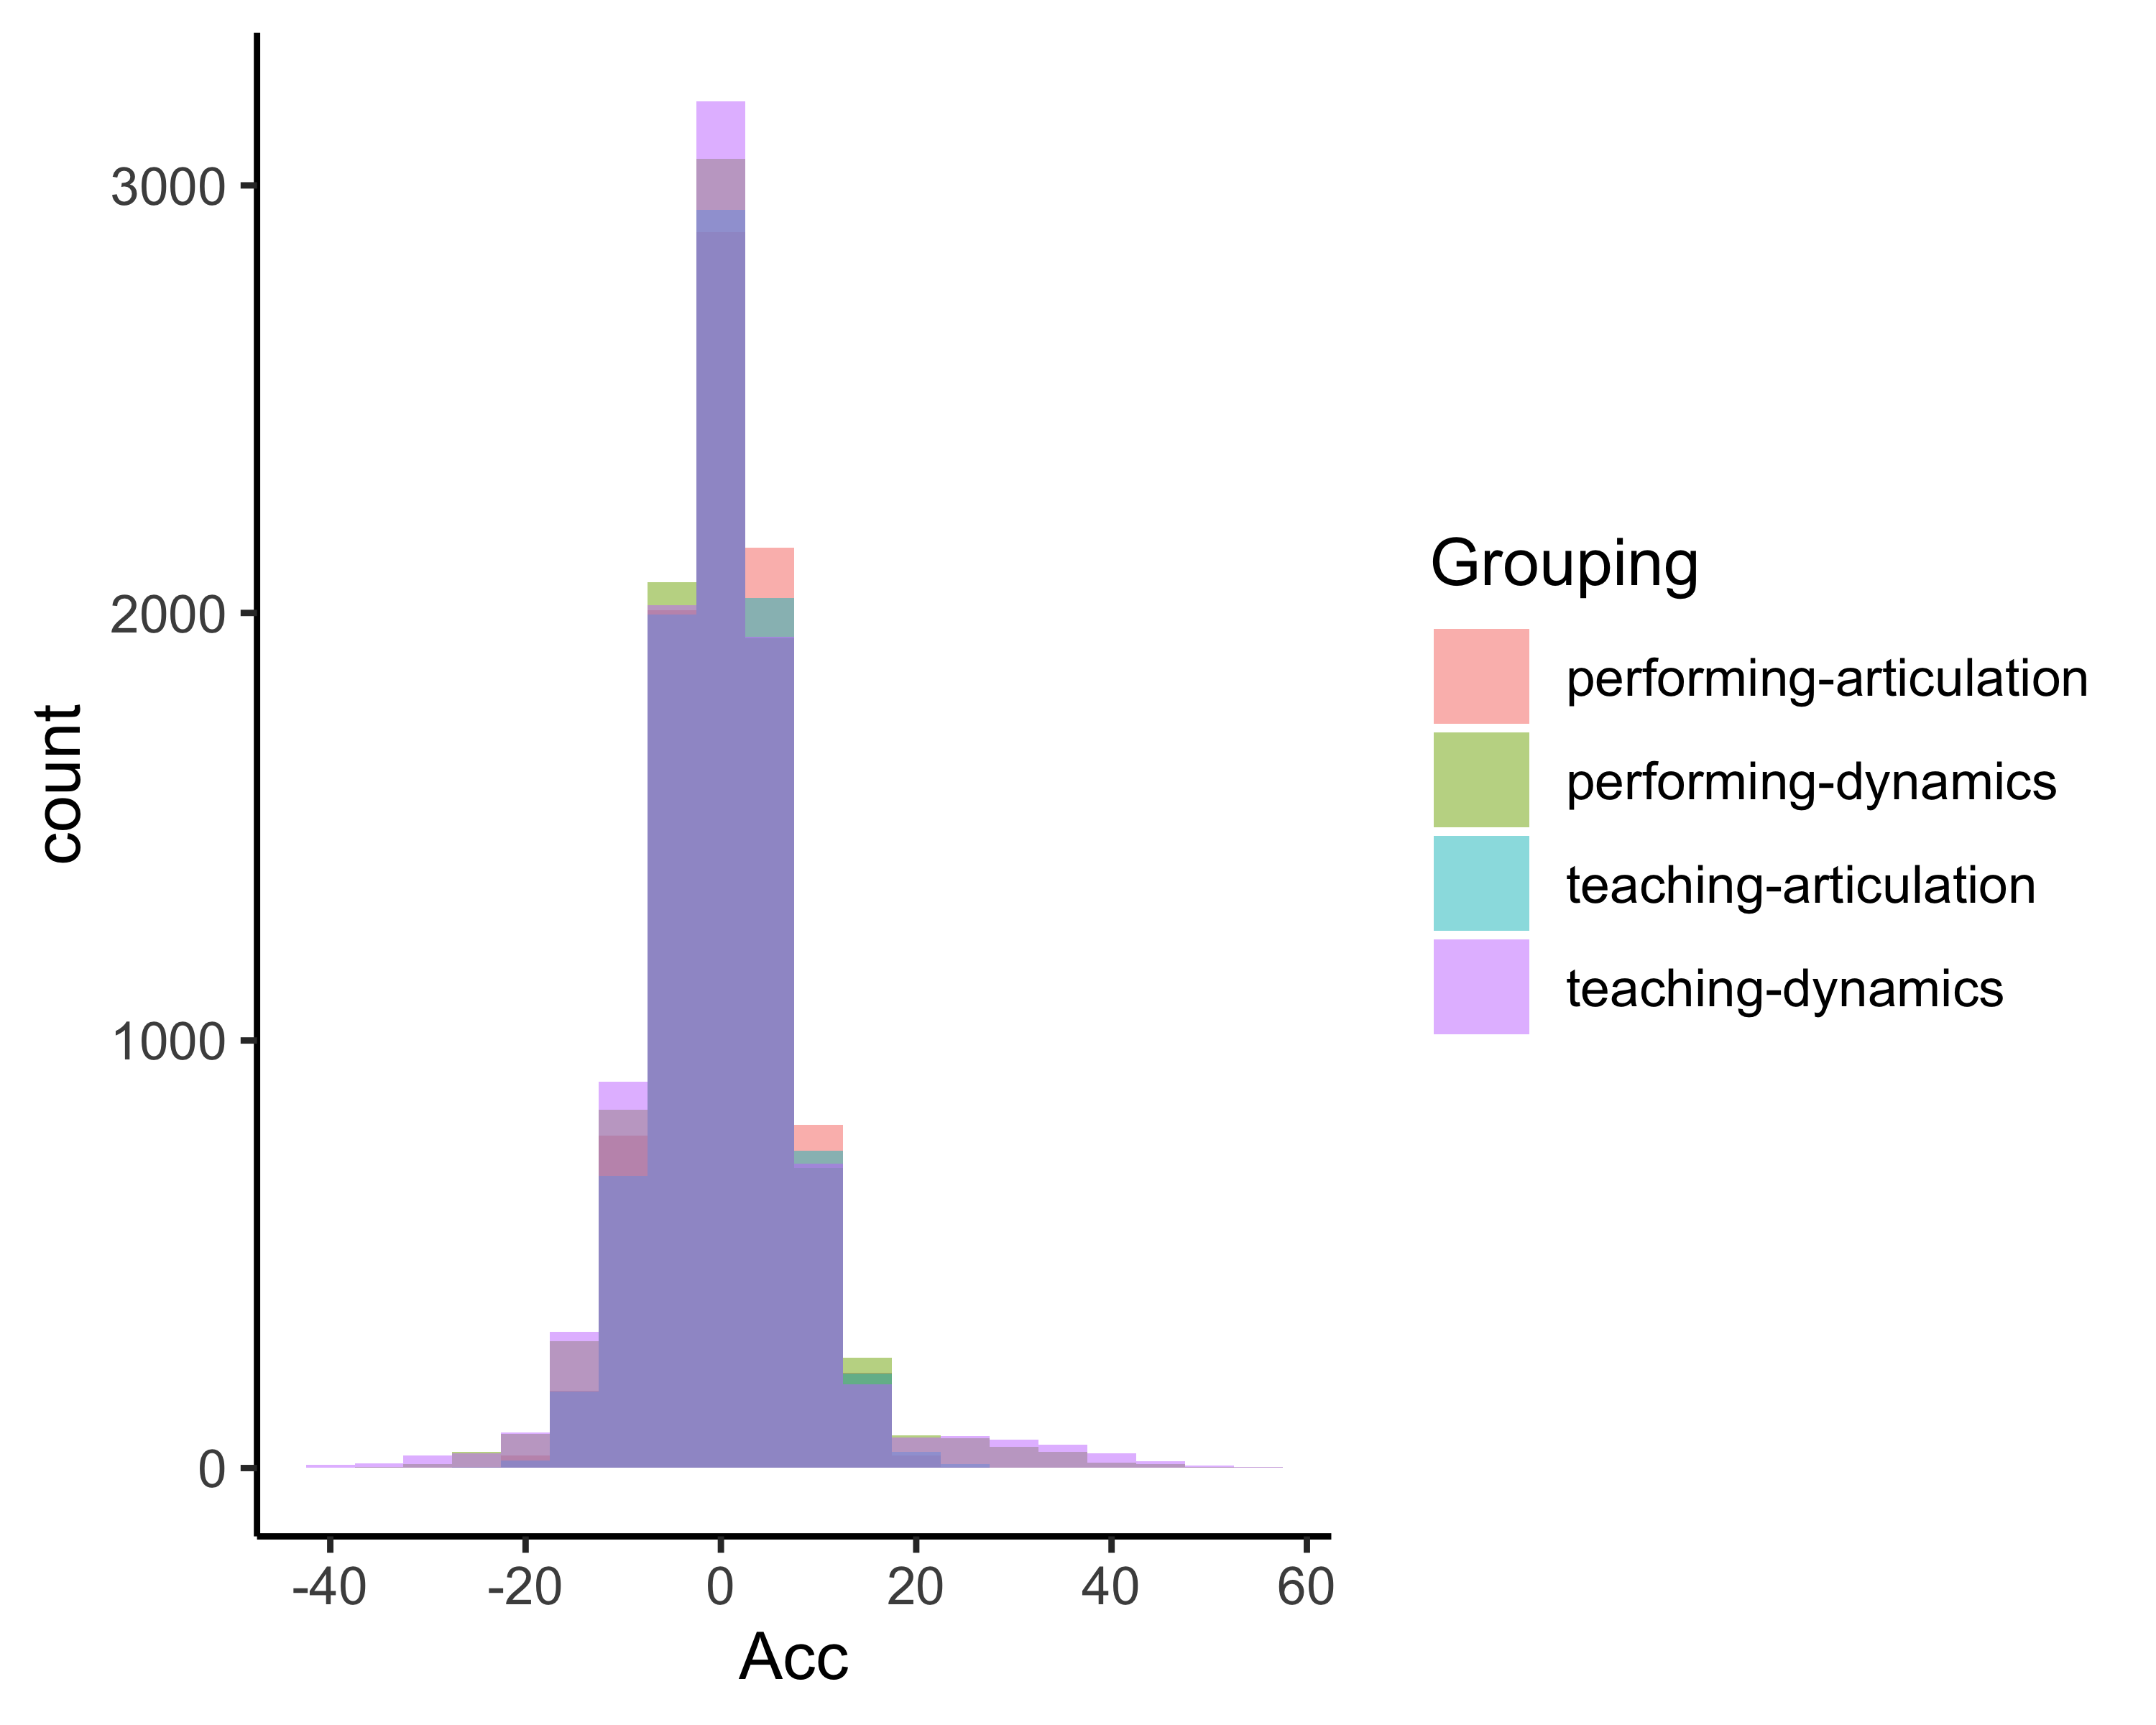 3000
2000
1000
0
count
-40
-20
0
20
40
60
Acc
Grouping
performing-articulation
performing-dynamics
teaching-articulation
teaching-dynamics